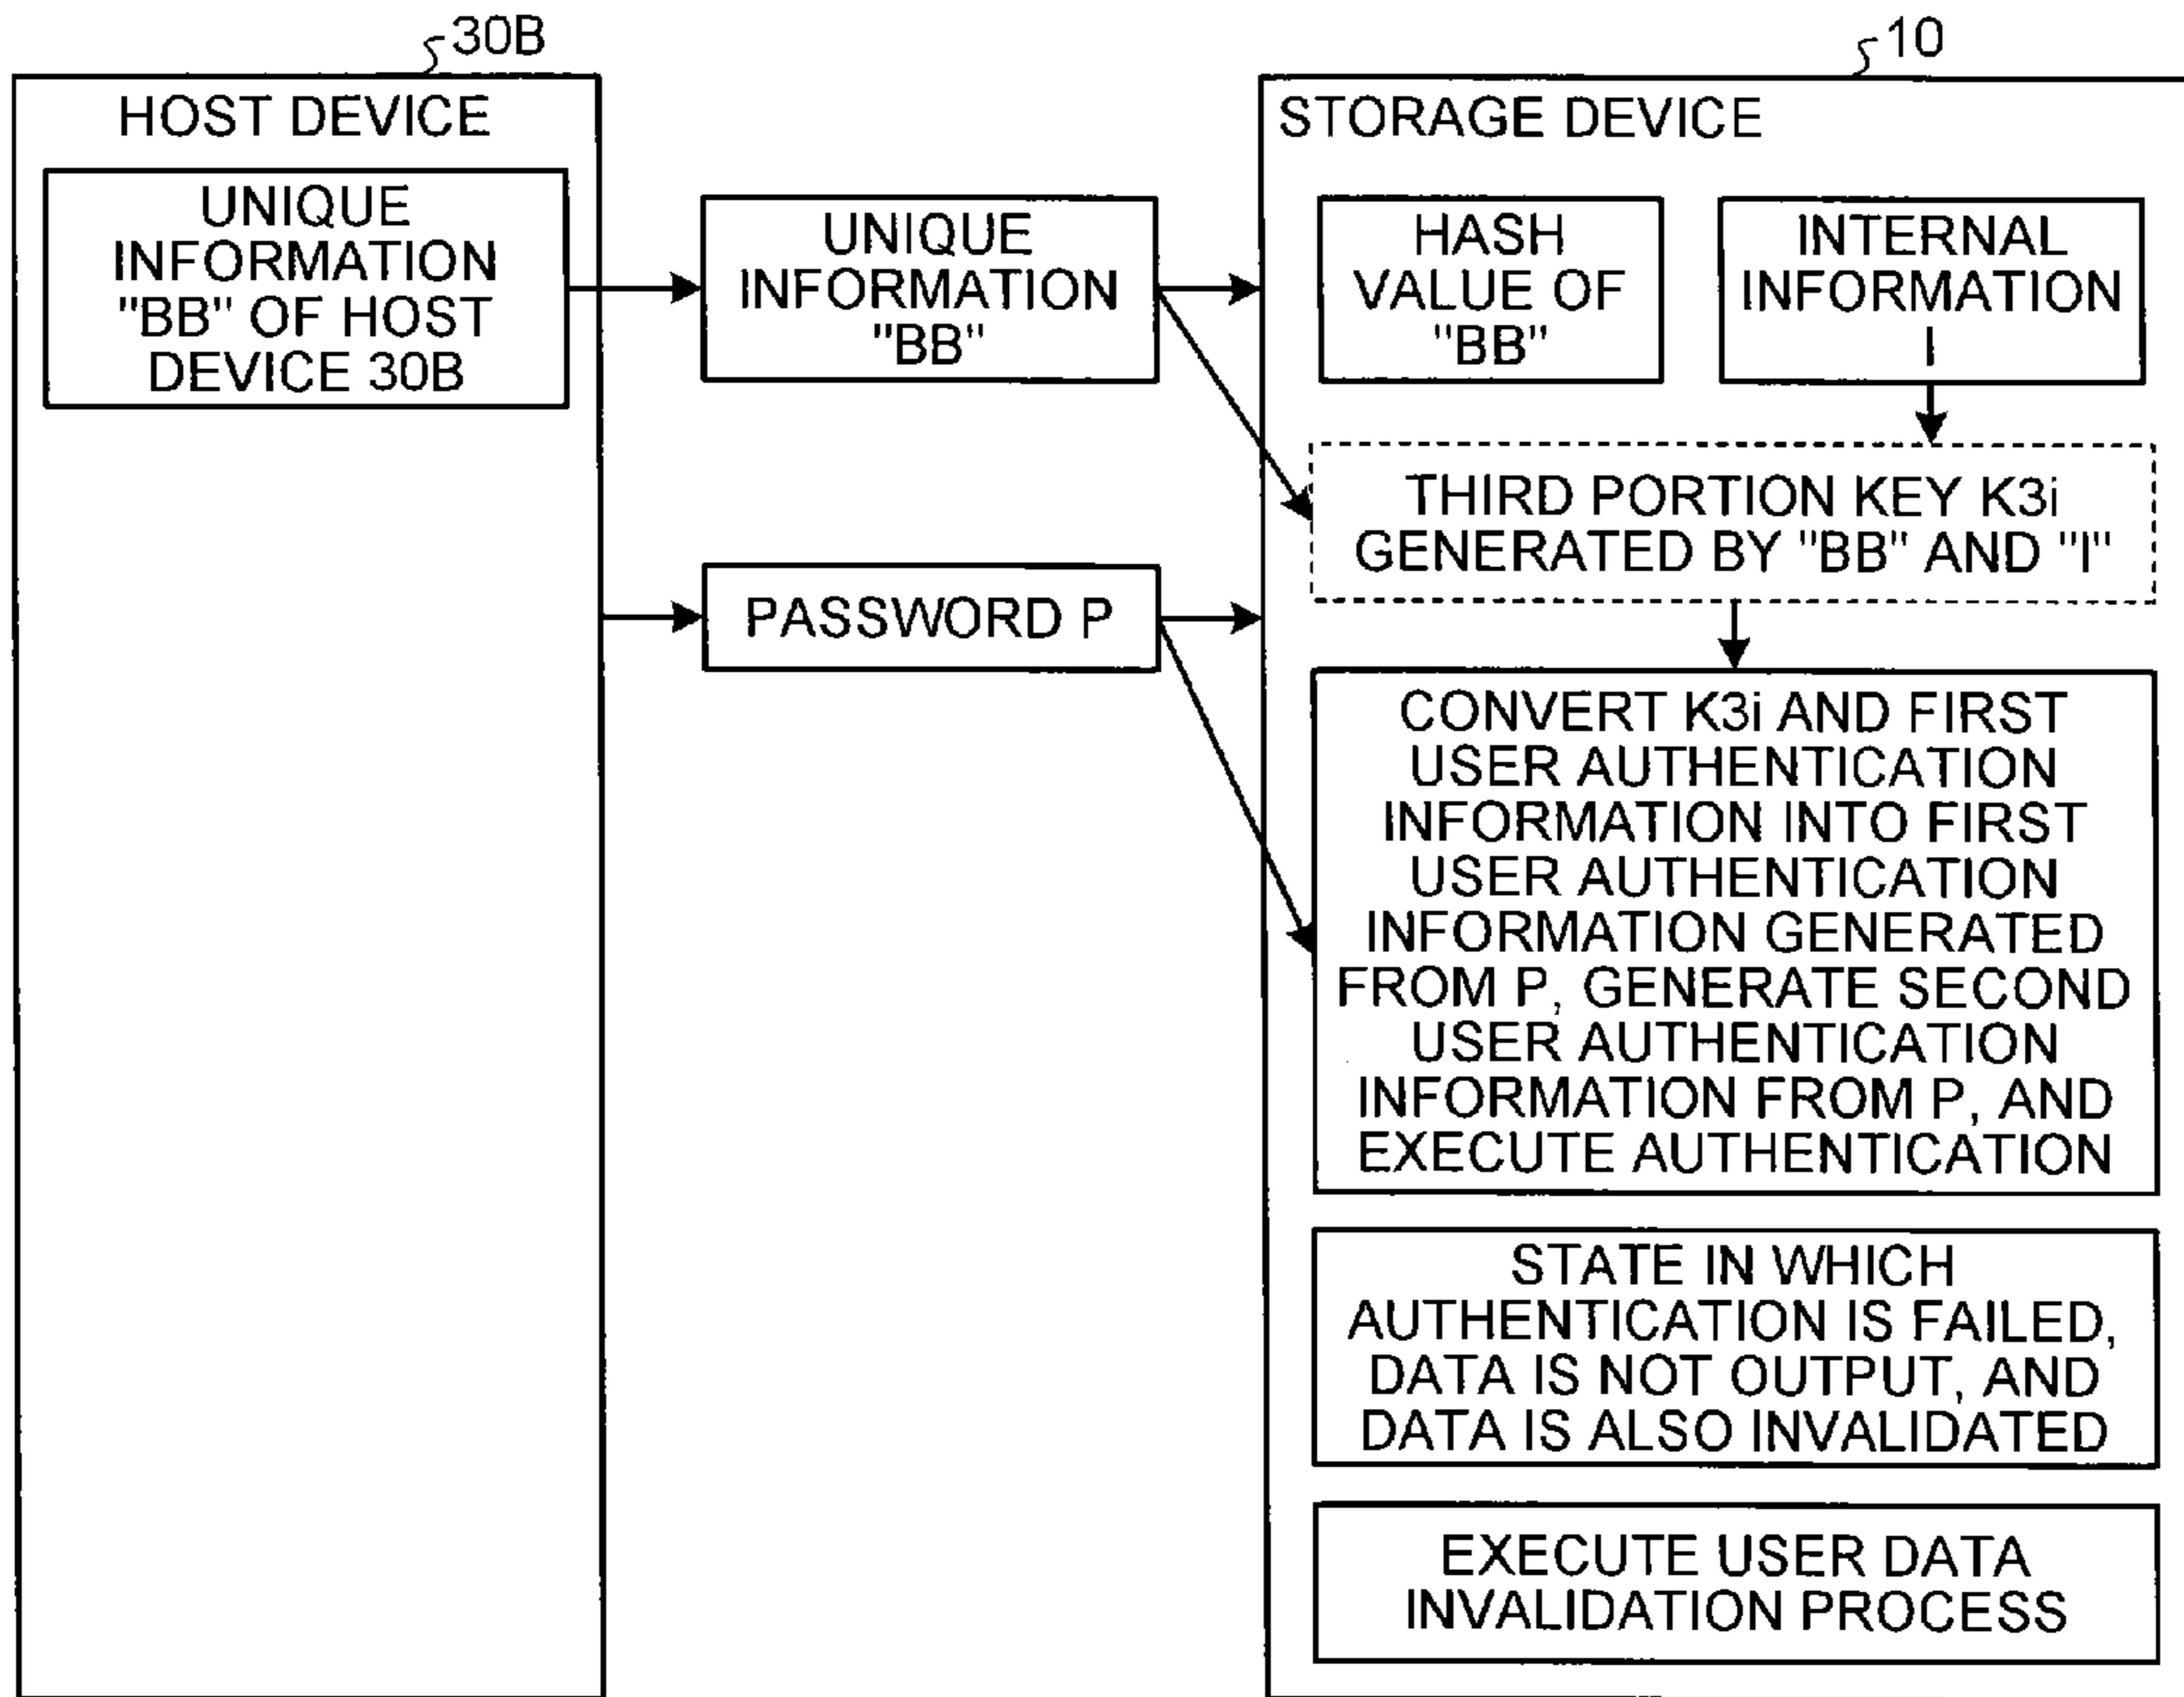 30B
10
HOST DEVICE
UNIQUE
INFORMATION
"BB" OF HOST
DEVICE 30B
UNIQUE
INFORMATION
"BB"
PASSWORD P
STORAGE DEVICE
HASH
VALUE OF
"BB"
INTERNAL
INFORMATION
I
THIRD PORTION KEY K3i
GENERATED BY "BB" AND "I"
CONVERT K3i AND FIRST
USER AUTHENTICATION
INFORMATION INTO FIRST
USER AUTHENTICATION
INFORMATION GENERATED
FROM P, GENERATE SECOND
USER AUTHENTICATION
INFORMATION FROM P, AND
EXECUTE AUTHENTICATION
STATE IN WHICH
AUTHENTICATION IS FAILED,
DATA IS NOT OUTPUT, AND
DATA IS ALSO INVALIDATED
EXECUTE USER DATA
INVALIDATION PROCESS